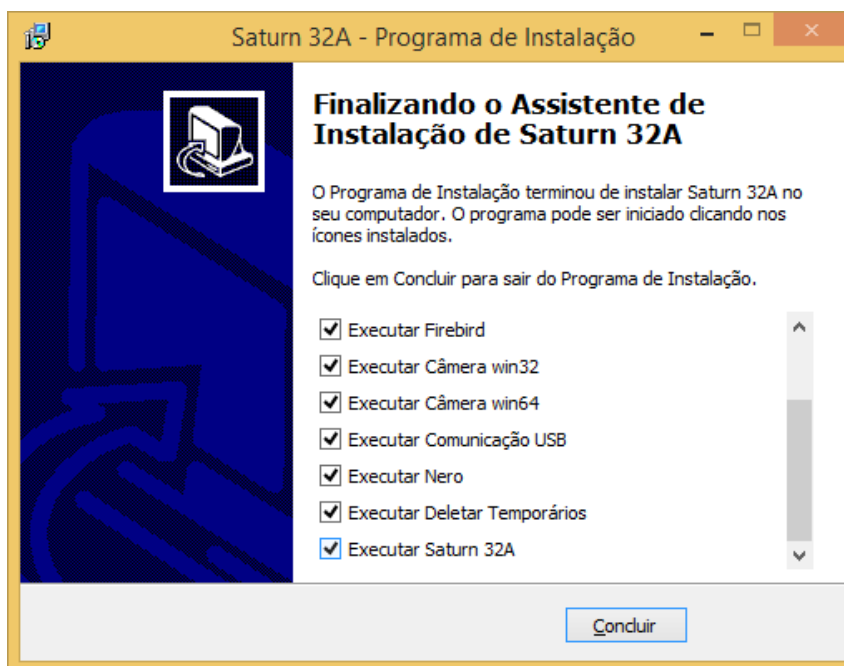 Saturn 32A - Programa de Instalação
Finalizando o Assistente de
Instalação de Saturn 32A
O Programa de Instalação terminou de instalar Saturn 32A no
seu computador. O programa pode ser iniciado clicando nos
ícones instalados.
Clique em Concluir para sair do Programa de Instalação.
Executar Firebird
Executar Câmera win32
Executar Câmera win64
Executar Comunicação USB
Executar Nero
Executar Deletar Temporários
Executar Saturn 32A
Concluir